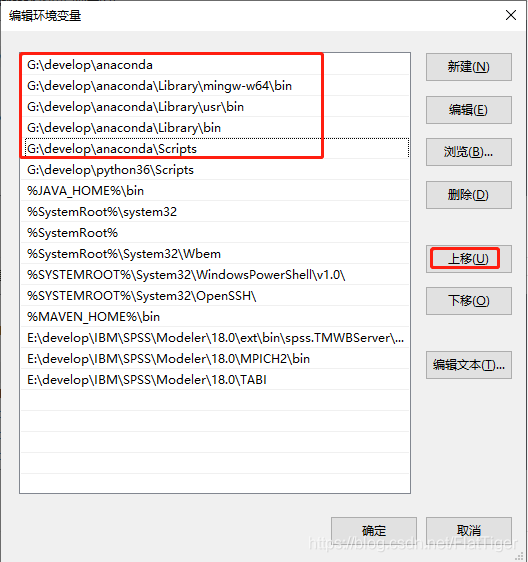 编辑环境变量
G:\develop\anaconda
G:\develop\anaconda\Library\mingw-w64\bin
G:\develop\anaconda\Library\usr\bin
G:\develop\anaconda\Library\bin
G:\develop\anaconda\Scripts
G:\develop\python36\Scripts
%JAVA_HOME%\bin
%SystemRoot%\system32
%SystemRoot%
%SystemRoot%\System32\Wbem
%SYSTEMROOT%\System32\WindowsPowerShell\v1.0\
%SYSTEMROOT%\System32\OpenSSH\
%MAVEN_HOME%\bin
E:\develop\IBM\SPSS\Modeler\18.0\ext\bin\spss.TMWBServer\...
E:\develop\IBM\SPSS\Modeler\18.0\MPICH2\bin
E:\develop\IBM\SPSS\Modeler\18.0\TABI
新建(N)
编辑(E)
浏览(B)...
删除(D)
上移(U)
下移(O)
编辑文本(T)...
确定
取消
https://blog.csdn.net/FlatTiger